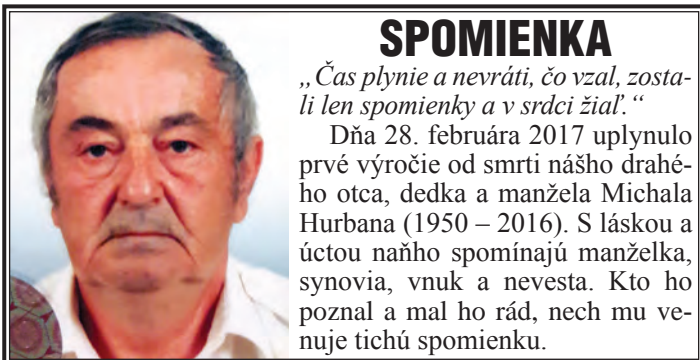 SPOMIENKA
„Čas plynie a nevráti, čo vzal, zosta-
li len spomienky a v srdci žiaľ.“
Dňa 28. februára 2017 uplynulo
prvé výročie od smrti nášho drahé-
ho otca, dedka a manžela Michala
Hurbana (1950 – 2016). S láskou a
úctou naňho spomínajú manželka,
synovia, vnuk a nevesta. Kto ho
poznal a mal ho rád, nech mu ve-
nuje tichú spomienku.